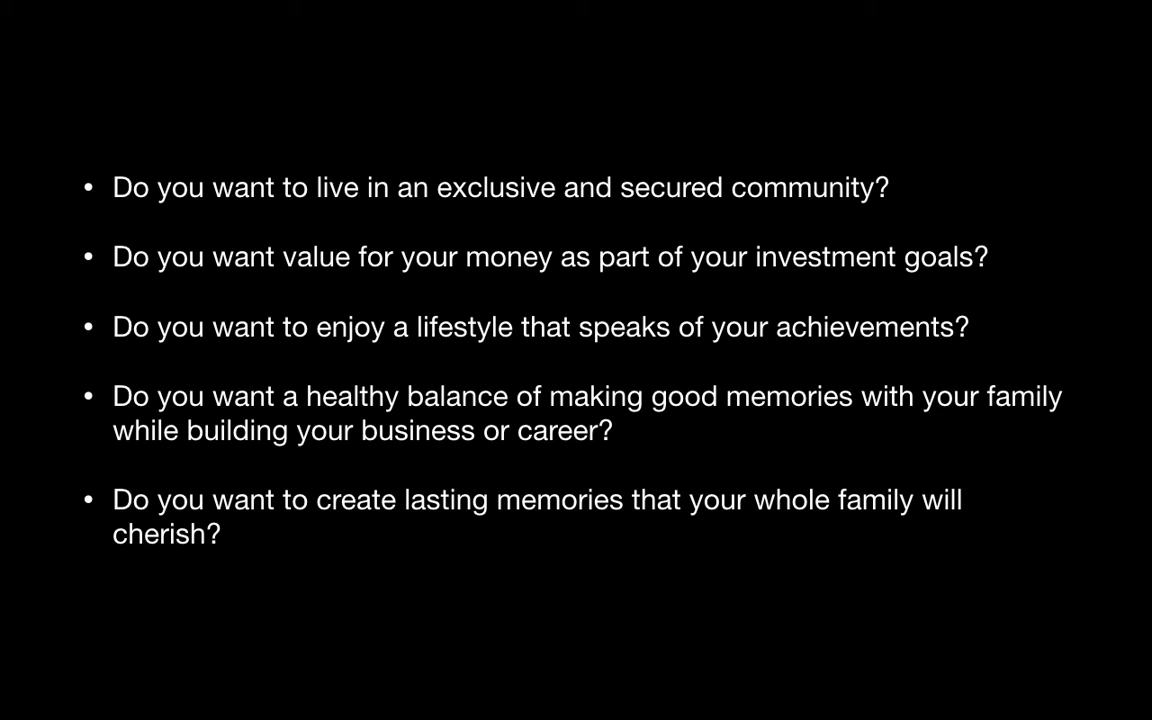 • Do you want to live in an exclusive and secured community?
• Do you want value for your money as part of your investment goals?
• Do you want to enjoy a lifestyle that speaks of your achievements?
• Do you want a healthy balance of making good memories with your family
while building your business or career?
• Do you want to create lasting memories that your whole family will
cherish?